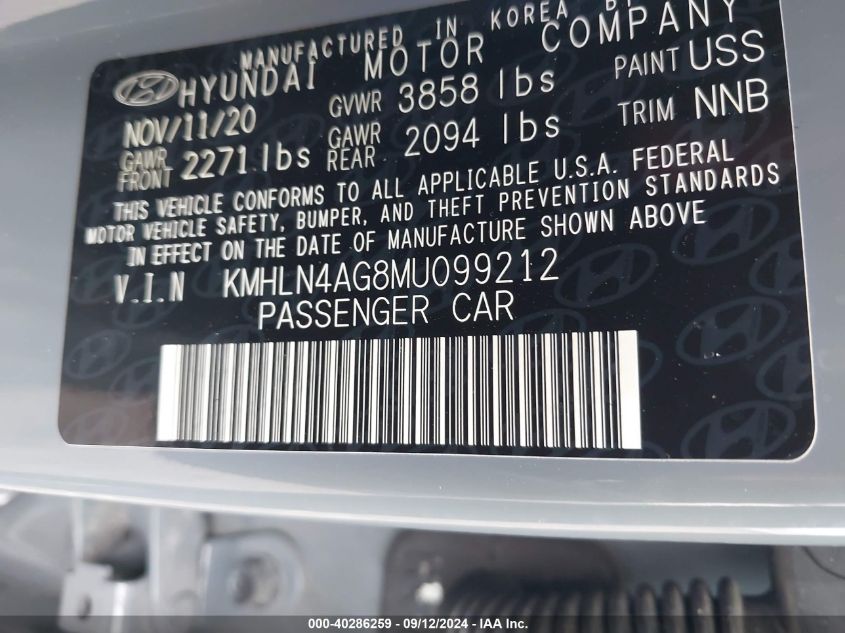 MANUFACTURED IN KOREA BY
HYUNDAI MOTOR COMPANY
NOV/11/20 GVWR 3858 lbs PAINT USS
GAWR FRONT 2271 lbs GAWR REAR 2094 lbs TRIM NNB
THIS VEHICLE CONFORMS TO ALL APPLICABLE U.S.A. FEDERAL
MOTOR VEHICLE SAFETY, BUMPER, AND THEFT PREVENTION STANDARDS
IN EFFECT ON THE DATE OF MANUFACTURE SHOWN ABOVE
V.I.N KMHLN4AG8MU099212
PASSENGER CAR
000-40286259 - 09/12/2024 - IAA Inc.